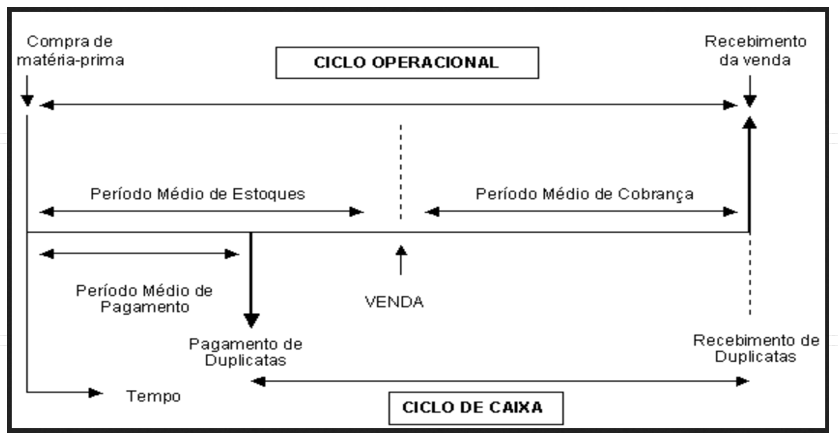 Compra de
matéria-prima
CICLO OPERACIONAL
Recebimento
da venda
Período Médio de Estoques
Período Médio de Cobrança
Período Médio de
Pagamento
VENDA
Pagamento de
Duplicatas
Recebimento de
Duplicatas
Tempo
CICLO DE CAIXA